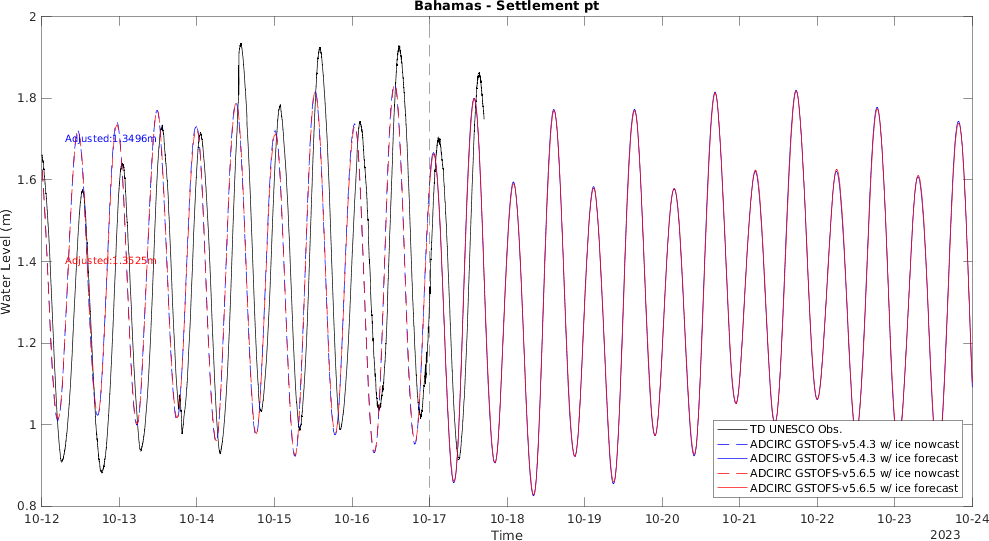 Bahamas - Settlement pt
2
1.8
1.6
1.4
1.2
1
0.8
Water Level (m)
Adjusted:1.3496m
Adjusted:1.3525m
TD UNESCO Obs.
ADCIRC GSTOFS-v5.4.3 w/ ice nowcast
ADCIRC GSTOFS-v5.4.3 w/ ice forecast
ADCIRC GSTOFS-v5.6.5 w/ ice nowcast
ADCIRC GSTOFS-v5.6.5 w/ ice forecast
10-12 10-13 10-14 10-15 10-16 10-17 10-18 10-19 10-20 10-21 10-22 10-23 10-24
Time
2023